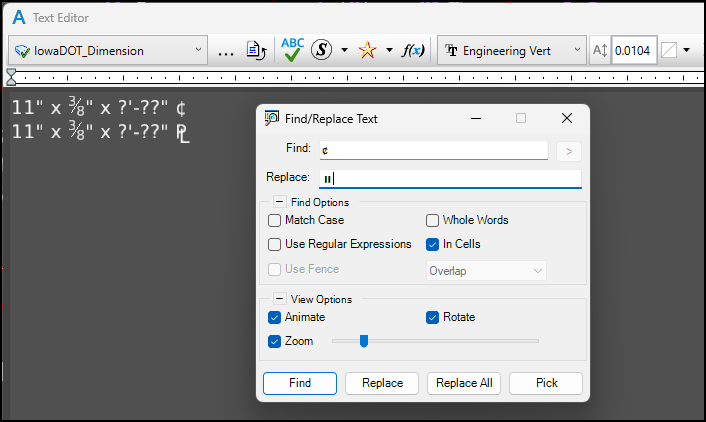 Text Editor
IowaDOT_Dimension
...
ABC
S
f(x)
Engineering Vert
A
0.0104
11" x ⅜" x ?'-??" ¢
11" x ⅜" x ?'-??" ⅊
Find/Replace Text
Find: ¢
>
Replace: ıı
Find Options
Match Case
Whole Words
Use Regular Expressions
In Cells
Use Fence
Overlap
View Options
Animate
Rotate
Zoom
Find
Replace
Replace All
Pick